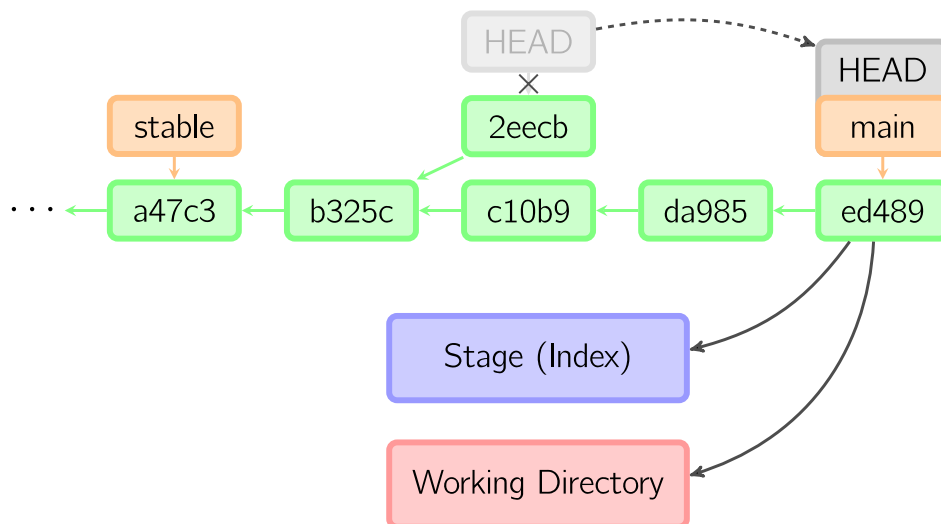 HEAD
HEAD
stable
2eecb
main
...
a47c3
b325c
c10b9
da985
ed489
Stage (Index)
Working Directory